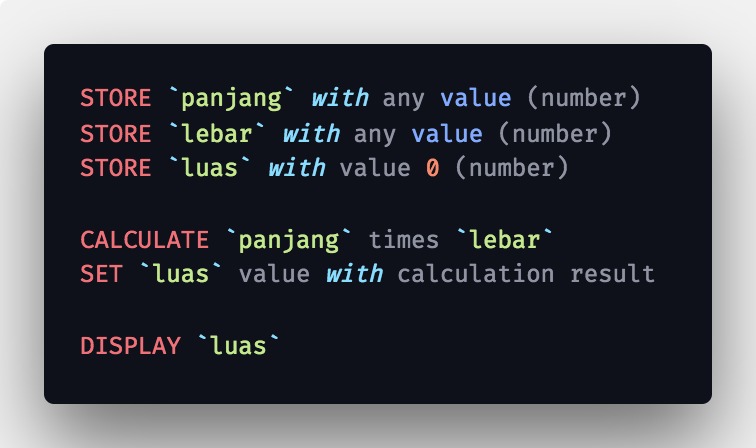 STORE `panjang` with any value (number)
STORE `lebar` with any value (number)
STORE `luas` with value 0 (number)
CALCULATE `panjang` times `lebar`
SET `luas` value with calculation result
DISPLAY `luas`